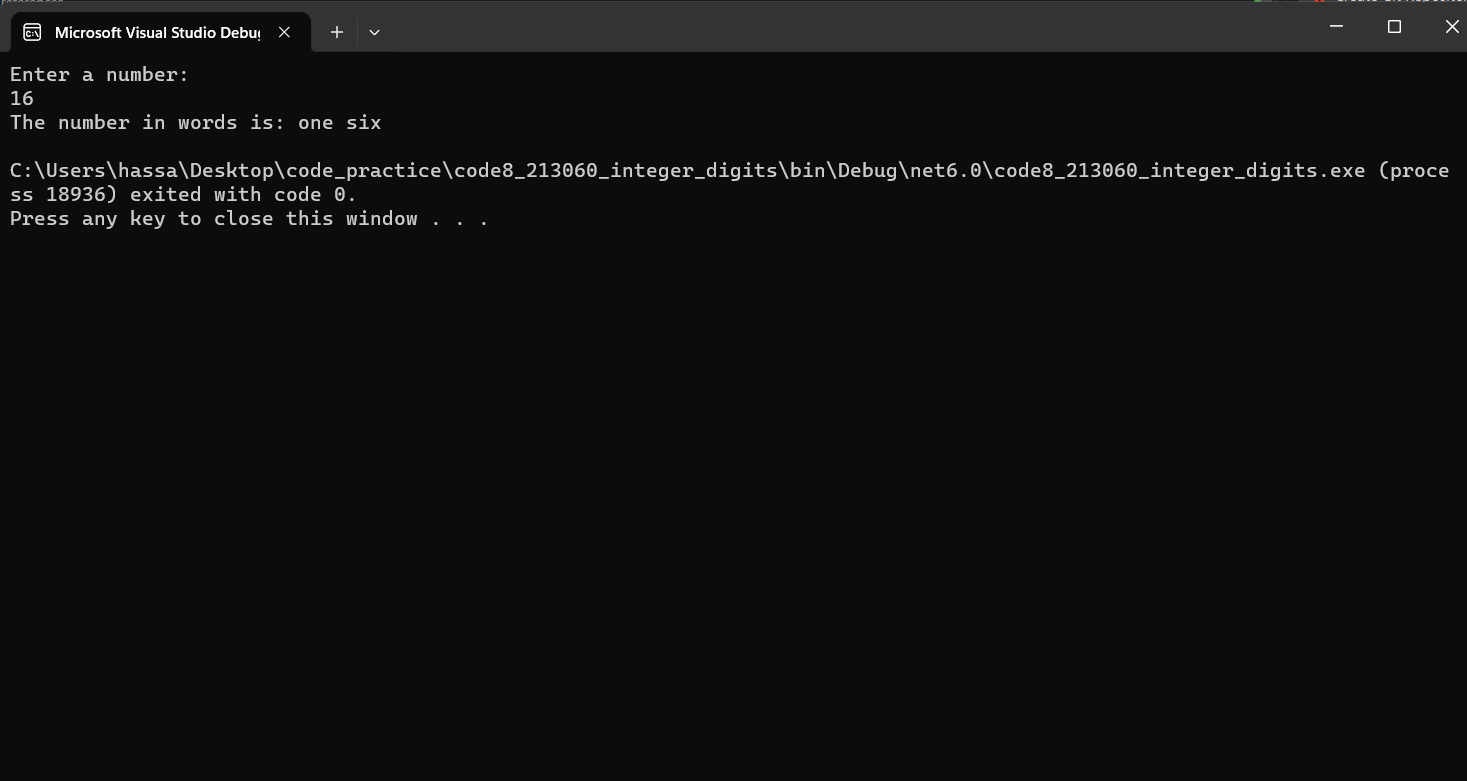 Microsoft Visual Studio Debu
Enter a number:
16
The number in words is: one six
C:\Users\hassa\Desktop\code_practice\code8_213060_integer_digits\bin\Debug\net6.0\code8_213060_integer_digits.exe (proce
ss 18936) exited with code 0.
Press any key to close this window . . .